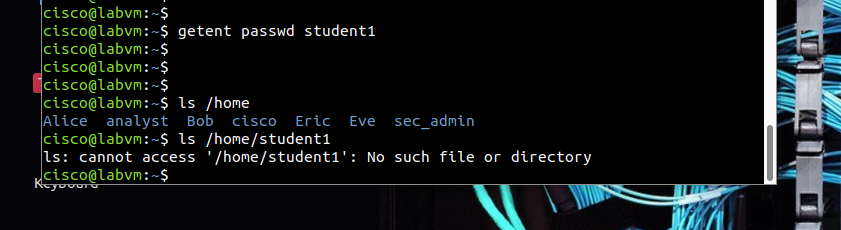 cisco@labvm:~$
cisco@labvm:~$ getent passwd student1
cisco@labvm:~$
cisco@labvm:~$
cisco@labvm:~$
cisco@labvm:~$ ls /home
Alice analyst Bob cisco Eric Eve sec_admin
cisco@labvm:~$ ls /home/student1
ls: cannot access '/home/student1': No such file or directory
cisco@labvm:~$
Keyboard